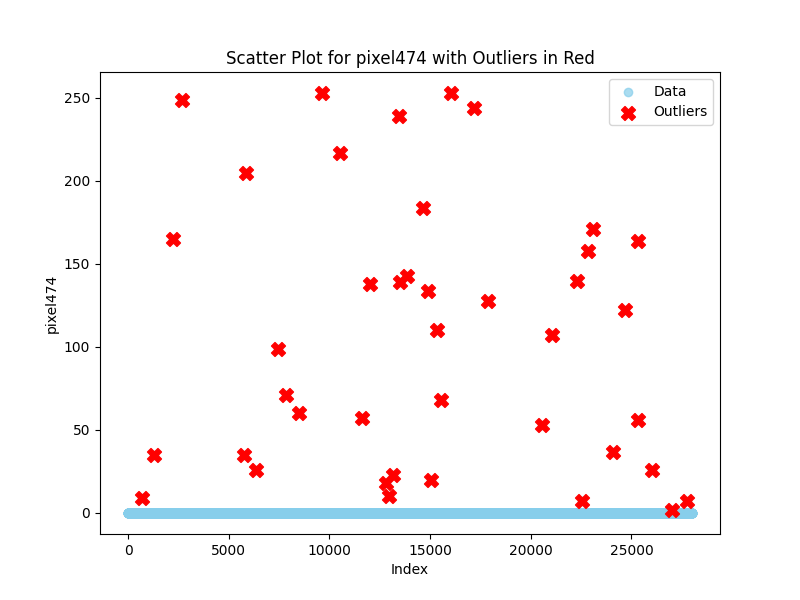 Scatter Plot for pixel474 with Outliers in Red
Data
Outliers
250
200
150
100
50
0
pixel474
0 5000 10000 15000 20000 25000
Index